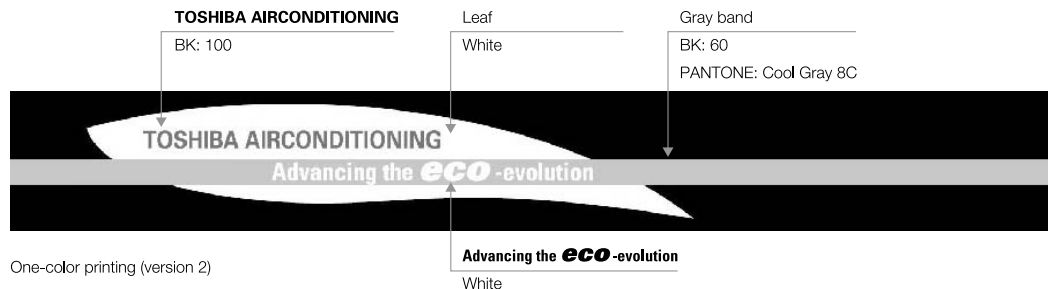 TOSHIBA AIRCONDITIONING
BK: 100
Leaf
White
Gray band
BK: 60
PANTONE: Cool Gray 8C
TOSHIBA AIRCONDITIONING
Advancing the eco -evolution
Advancing the eco -evolution
White
One-color printing (version 2)